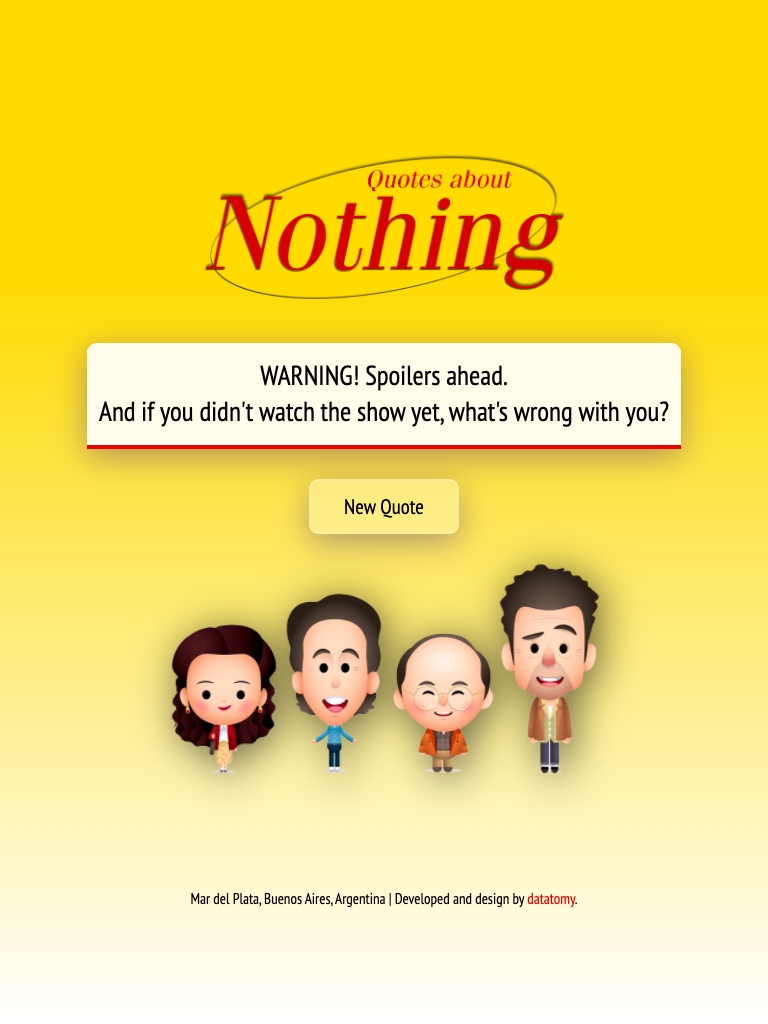 Quotes about
Nothing
WARNING! Spoilers ahead.
And if you didn't watch the show yet, what's wrong with you?
New Quote
Mar del Plata, Buenos Aires, Argentina | Developed and design by datatomy.